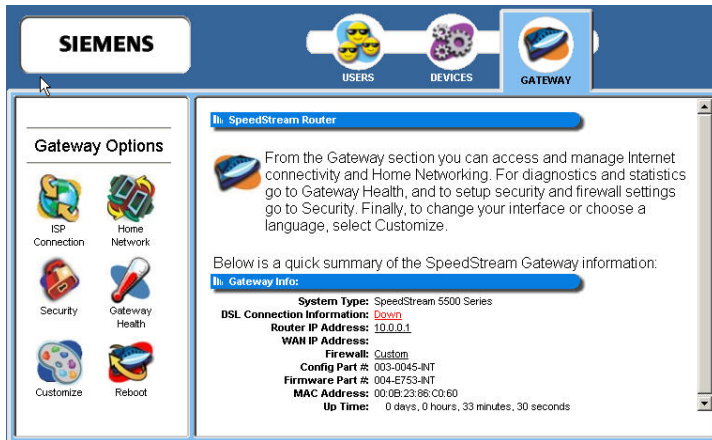 SIEMENS
USERS
DEVICES
GATEWAY
Gateway Options
ISP
Connection
Home
Network
Security
Gateway
Health
Customize
Reboot
SpeedStream Router
From the Gateway section you can access and manage Internet
connectivity and Home Networking. For diagnostics and statistics
go to Gateway Health, and to setup security and firewall settings
go to Security. Finally, to change your interface or choose a
language, select Customize.
Below is a quick summary of the SpeedStream Gateway information:
Gateway Info:
System Type: SpeedStream 5500 Series
DSL Connection Information: Down
Router IP Address: 10.0.0.1
WAN IP Address:
Firewall: Custom
Config Part #: 003-0045-INT
Firmware Part #: 004-E753-INT
MAC Address: 00:0B:23:86:C0:60
Up Time: 0 days, 0 hours, 33 minutes, 30 seconds